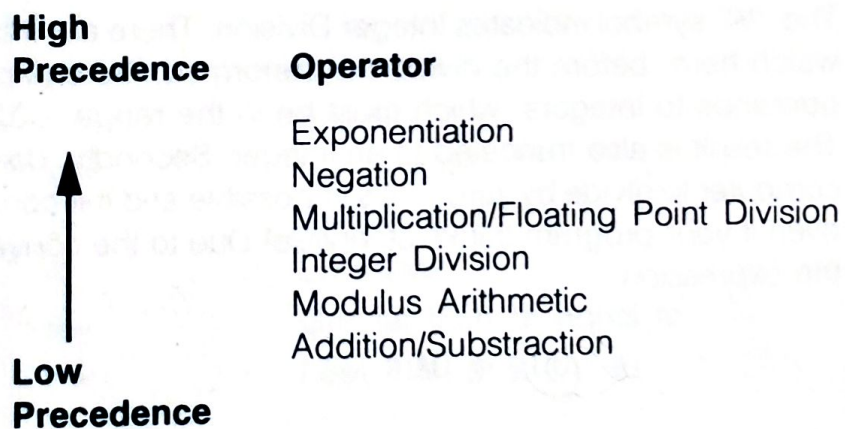 High
Precedence Operator
Exponentiation
Negation
Multiplication/Floating Point Division
Integer Division
Modulus Arithmetic
Addition/Substraction
Low
Precedence